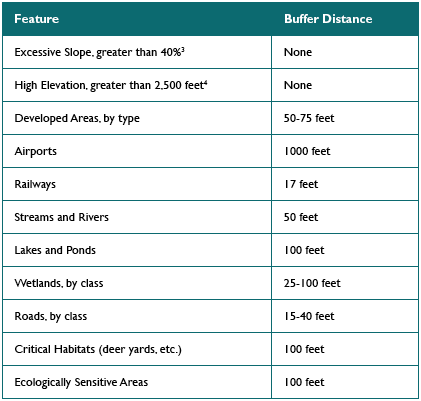 Feature Buffer Distance
Excessive Slope, greater than 40%³ None
High Elevation, greater than 2,500 feet⁴ None
Developed Areas, by type 50-75 feet
Airports 1000 feet
Railways 17 feet
Streams and Rivers 50 feet
Lakes and Ponds 100 feet
Wetlands, by class 25-100 feet
Roads, by class 15-40 feet
Critical Habitats (deer yards, etc.) 100 feet
Ecologically Sensitive Areas 100 feet